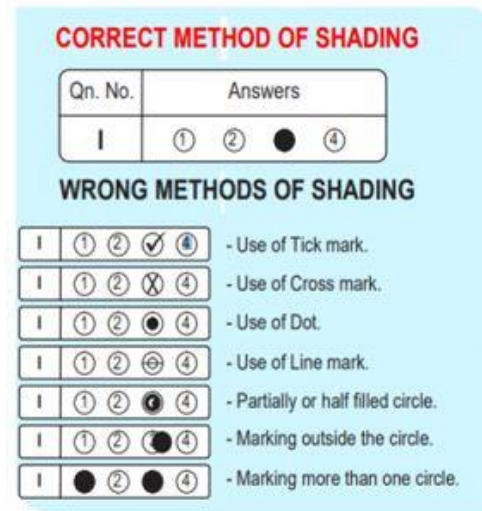 CORRECT METHOD OF SHADING
Qn. No. Answers
I 1 2 4
WRONG METHODS OF SHADING
I 1 2 4 - Use of Tick mark.
I 1 2 4 - Use of Cross mark.
I 1 2 4 - Use of Dot.
I 1 2 4 - Use of Line mark.
I 1 2 4 - Partially or half filled circle.
I 1 2 4 - Marking outside the circle.
I 2 4 - Marking more than one circle.